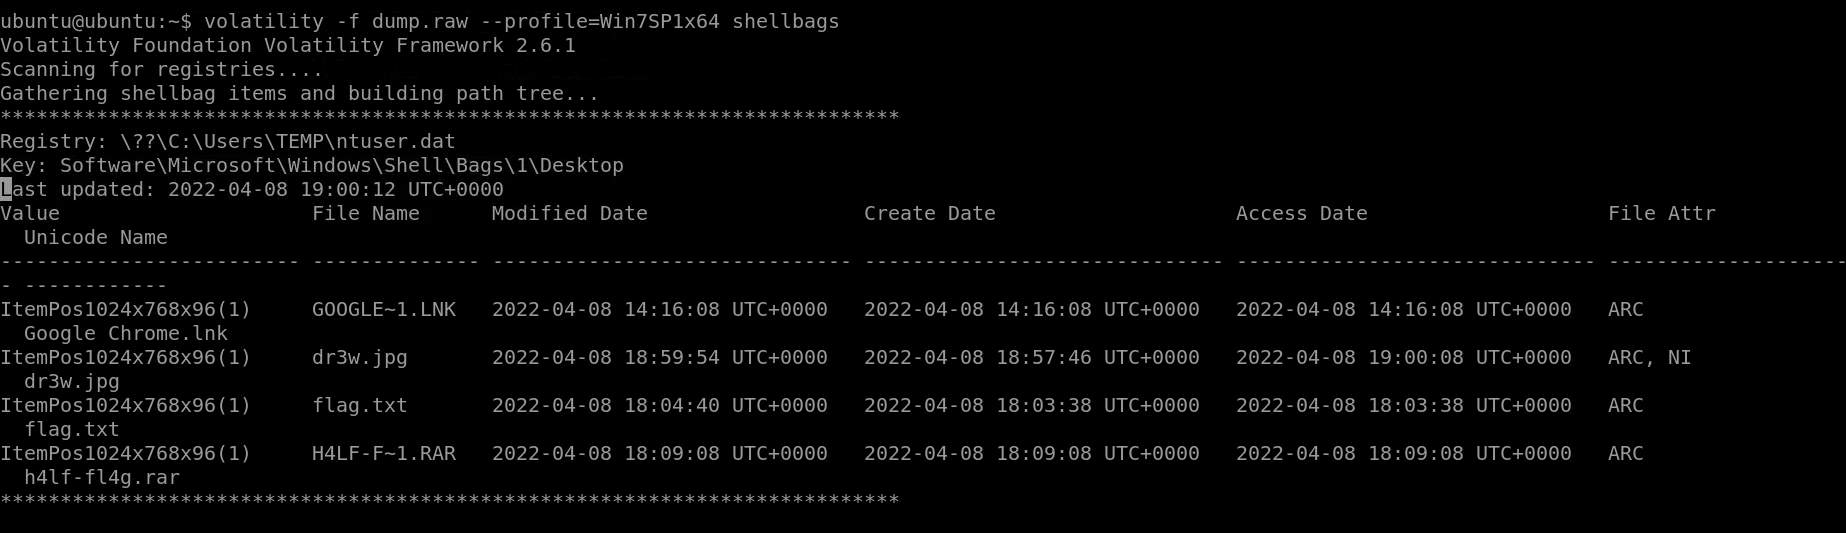 ubuntu@ubuntu:~$ volatility -f dump.raw --profile=Win7SP1x64 shellbags
Volatility Foundation Volatility Framework 2.6.1
Scanning for registries....
Gathering shellbag items and building path tree...
***************************************************************************
Registry: \??\C:\Users\TEMP\ntuser.dat
Key: Software\Microsoft\Windows\Shell\Bags\1\Desktop
Last updated: 2022-04-08 19:00:12 UTC+0000
Value                     File Name      Modified Date                  Create Date                    Access Date                    File Attr
  Unicode Name
------------------------- -------------- ------------------------------ ------------------------------ ------------------------------ --------------------
- ------------
ItemPos1024x768x96(1)     GOOGLE~1.LNK   2022-04-08 14:16:08 UTC+0000   2022-04-08 14:16:08 UTC+0000   2022-04-08 14:16:08 UTC+0000   ARC
  Google Chrome.lnk
ItemPos1024x768x96(1)     dr3w.jpg       2022-04-08 18:59:54 UTC+0000   2022-04-08 18:57:46 UTC+0000   2022-04-08 19:00:08 UTC+0000   ARC, NI
  dr3w.jpg
ItemPos1024x768x96(1)     flag.txt       2022-04-08 18:04:40 UTC+0000   2022-04-08 18:03:38 UTC+0000   2022-04-08 18:03:38 UTC+0000   ARC
  flag.txt
ItemPos1024x768x96(1)     H4LF-F~1.RAR   2022-04-08 18:09:08 UTC+0000   2022-04-08 18:09:08 UTC+0000   2022-04-08 18:09:08 UTC+0000   ARC
  h4lf-fl4g.rar
***************************************************************************